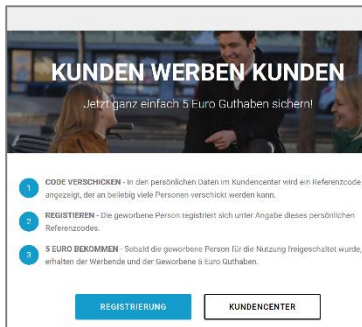 KUNDEN WERBEN KUNDEN
Jetzt ganz einfach 5 Euro Guthaben sichern!
1 CODE VERSCHICKEN - In den persönlichen Daten im Kundencenter wird ein Referenzcode
angezeigt, der an beliebig viele Personen verschickt werden kann.
2 REGISTIEREN - Die geworbene Person registriert sich unter Angabe dieses persönlichen
Referenzcodes.
3 5 EURO BEKOMMEN - Sobald die geworbene Person für die Nutzung freigeschaltet wurde,
erhalten der Werbende und der Geworbene 5 Euro Guthaben.
REGISTRIERUNG KUNDENCENTER